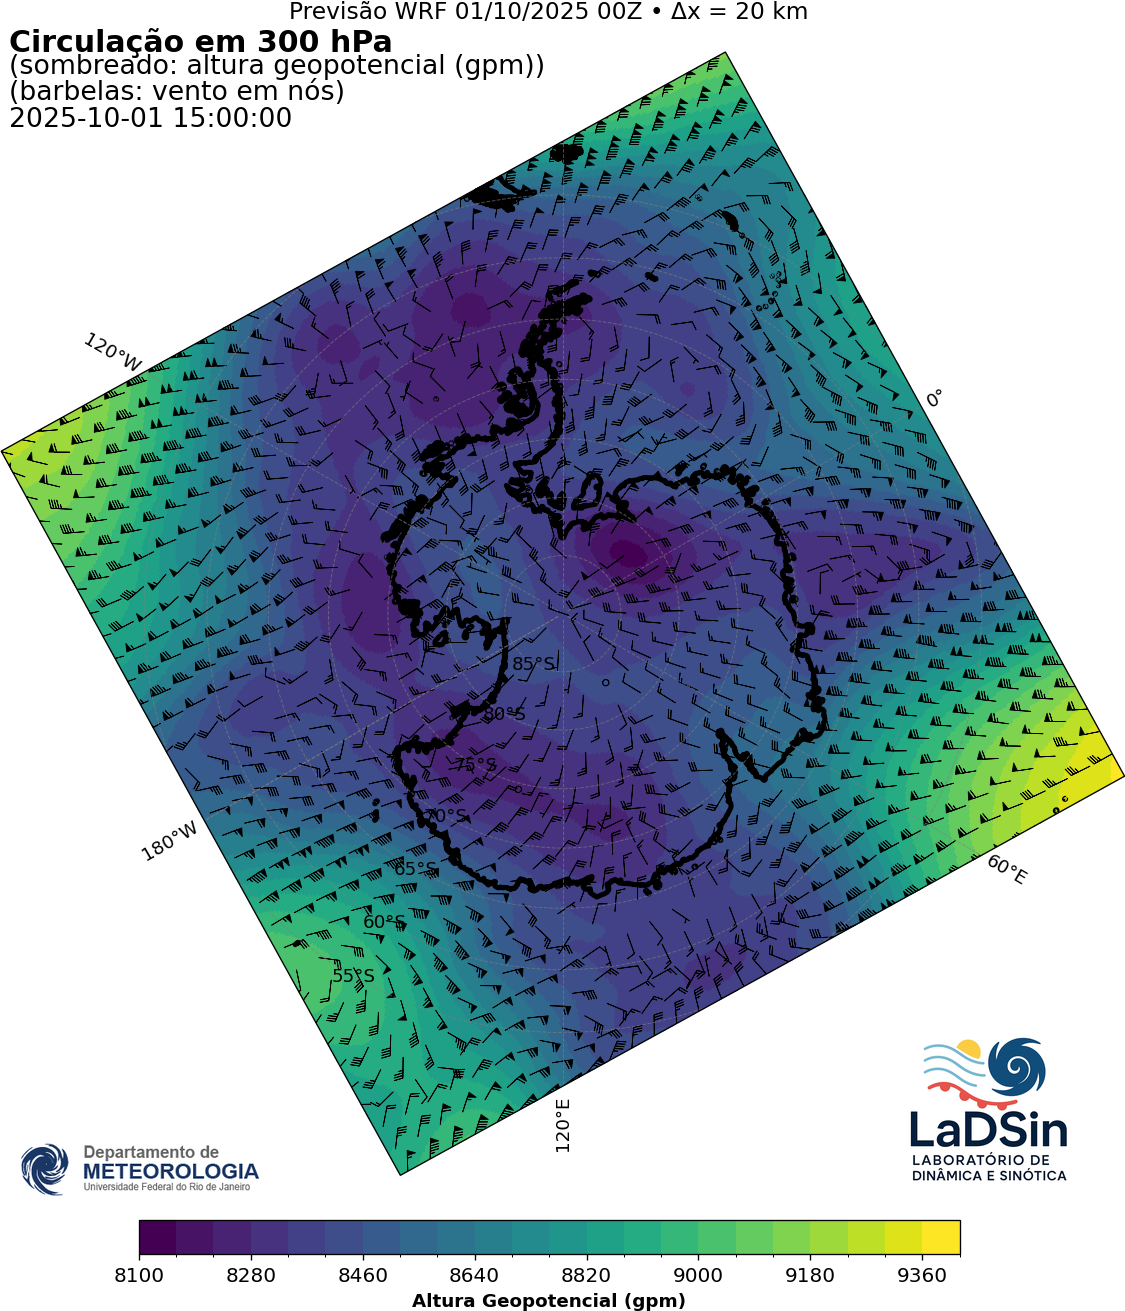 Previsão WRF 01/10/2025 00Z • Δx = 20 km
Circulação em 300 hPa
(sombreado: altura geopotencial (gpm))
(barbelas: vento em nós)
2025-10-01 15:00:00
120°W
0°
85°S
80°S
75°S
70°S
180°W
65°S
60°E
60°S
55°S
120°E
LaDSin
LABORATÓRIO DE
DINÂMICA E SINÓTICA
Departamento de
METEOROLOGIA
Universidade Federal do Rio de Janeiro
8100 8280 8460 8640 8820 9000 9180 9360
Altura Geopotencial (gpm)